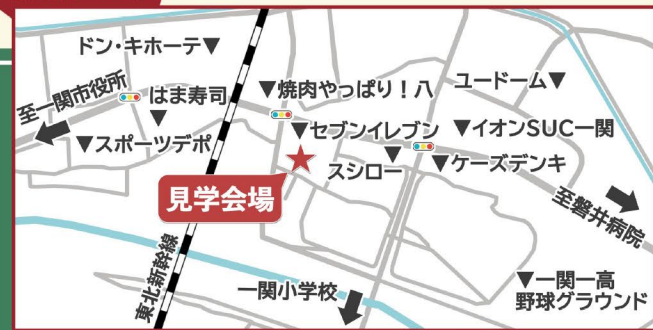 ドン・キホーテ▼
▼焼肉やっぱり！八
ユードーム▼
至一関市役所
はま寿司
▼
▼セブンイレブン
▼イオンSUC一関
▼スポーツデポ
スシロー▼
▼ケーズデンキ
見学会場
至磐井病院
東北新幹線
一関小学校
▼一関一高
野球グラウンド